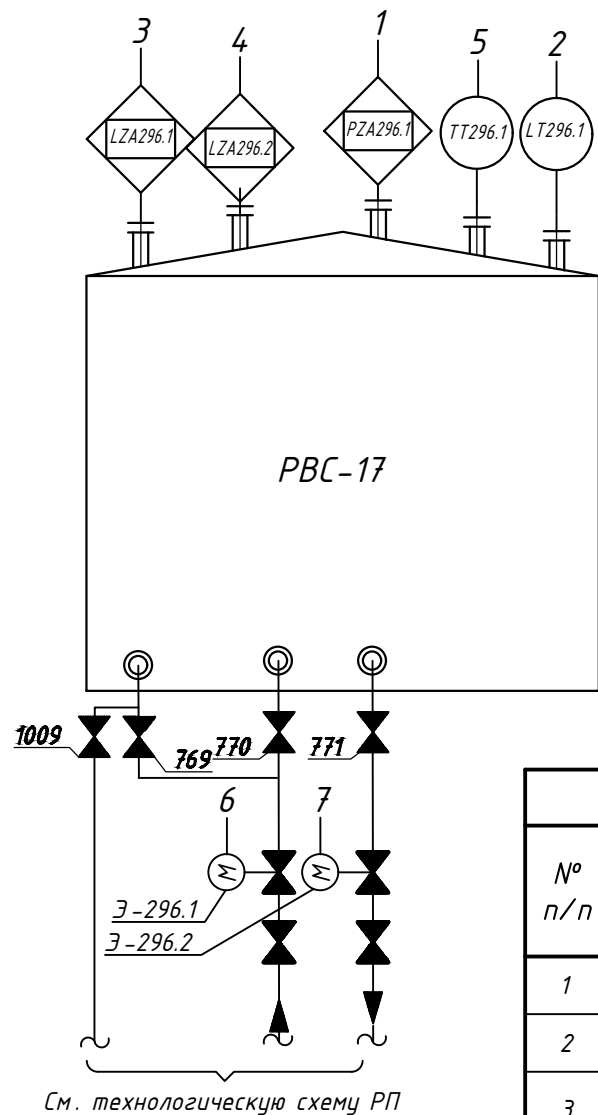 3 4 1 5 2
LZA296.1 LZA296.2 PZA296.1 TT296.1 LT296.1
РВС-17
1009 769 770 771
6 7
М М
Э-296.1
Э-296.2
№
п/п
1
2
3
См. технологическую схему РП